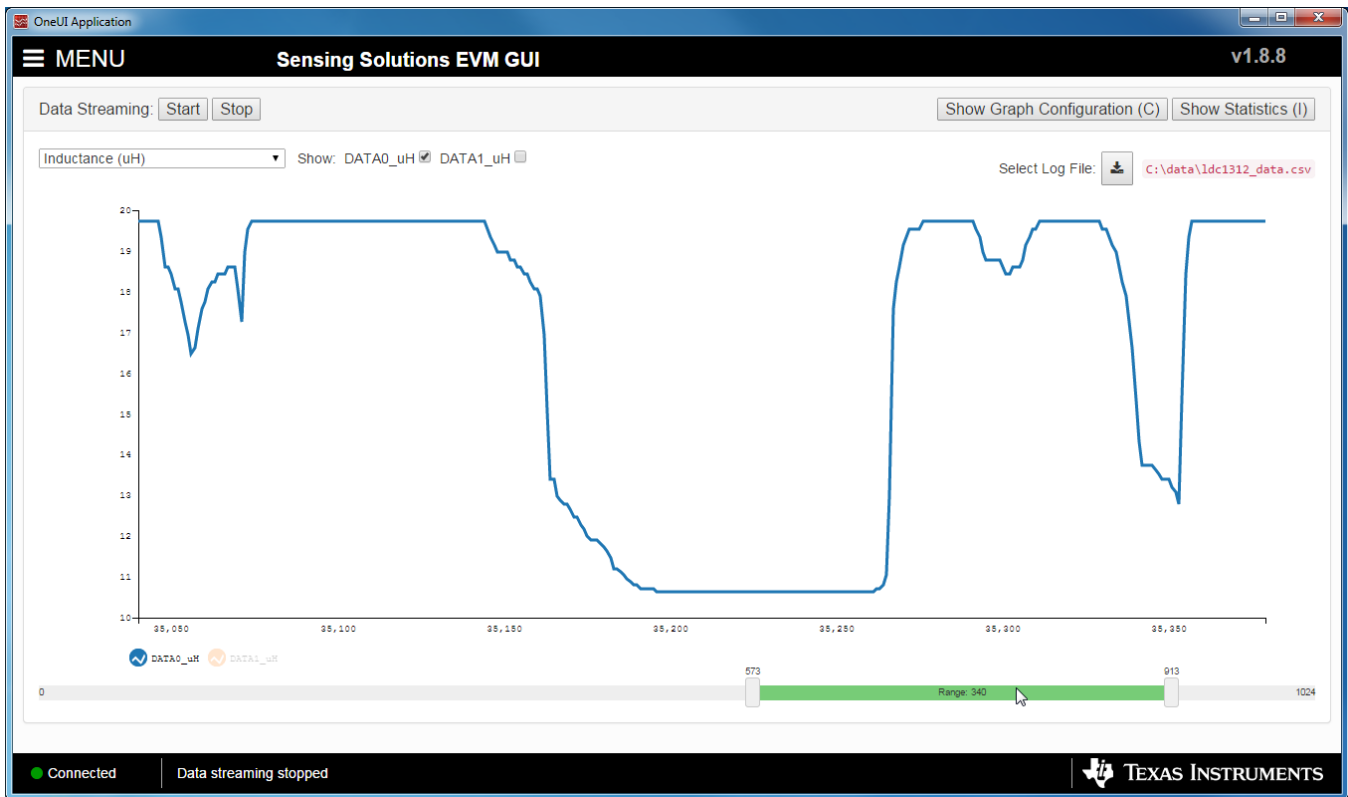 OneUI Application
MENU Sensing Solutions EVM GUI v1.8.8
Data Streaming: Start Stop Show Graph Configuration (C) Show Statistics (I)
Inductance (uH) Show: DATA0_uH DATA1_uH
Select Log File: C:\data\ldc1312_data.csv
20
19
18
17
16
15
14
13
12
11
10
35,050 35,100 35,150 35,200 35,250 35,300 35,350
DATA0_uH DATA1_uH
573 913
0 Range: 340 1024
Connected Data streaming stopped TEXAS INSTRUMENTS